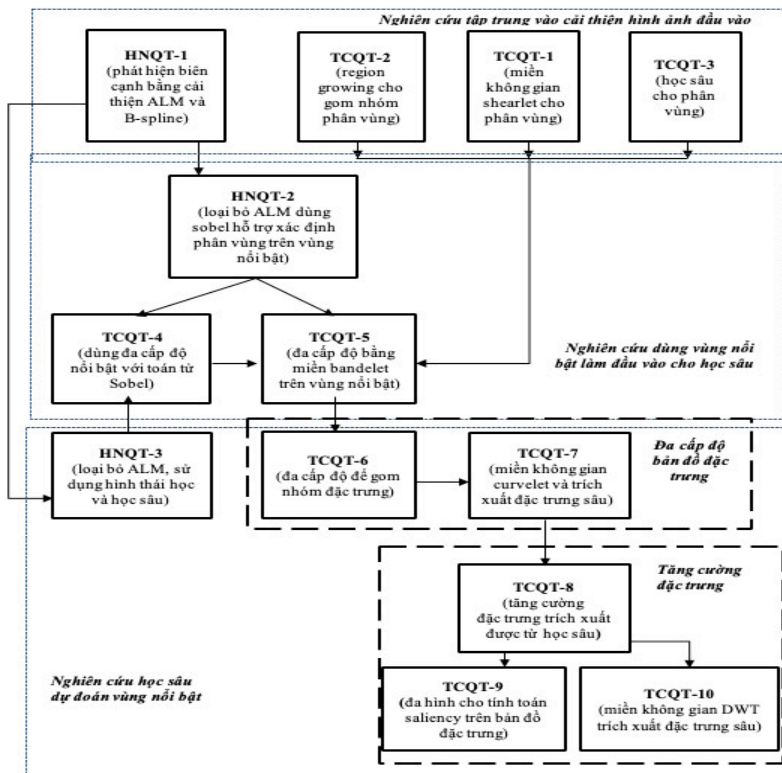 Nghiên cứu tập trung vào cải thiện hình ảnh đầu vào
HNQT-1
(phát hiện biên
cạnh bằng cải
thiện ALM và
B-spline)
TCQT-2
(region
growing cho
gom nhóm
phân vùng)
TCQT-1
(miền
không gian
shearlet cho
phân vùng)
TCQT-3
(học sâu
cho phân
vùng)
HNQT-2
(loại bỏ ALM dùng
sobel hỗ trợ xác định
phân vùng trên vùng
nổi bật)
TCQT-4
(dùng đa cấp độ
nổi bật với toán tử
Sobel)
TCQT-5
(đa cấp độ bằng
miền bandelet
trên vùng nổi bật)
Nghiên cứu dùng vùng nổi
bật làm đầu vào cho học sâu
HNQT-3
(loại bỏ ALM, sử
dụng hình thái học
và học sâu)
TCQT-6
(đa cấp độ để gom
nhóm đặc trưng)
TCQT-7
(miền không gian
curvelet và trích
xuất đặc trưng sâu)
Đa cấp độ
bản đồ đặc
trưng
TCQT-8
(tăng cường
đặc trưng trích xuất
được từ học sâu)
Tăng cường
đặc trưng
TCQT-9
(đa hình cho tính toán
saliency trên bản đồ
đặc trưng)
TCQT-10
(miền không gian DWT
trích xuất đặc trưng sâu)
Nghiên cứu học sâu
dự đoán vùng nổi bật